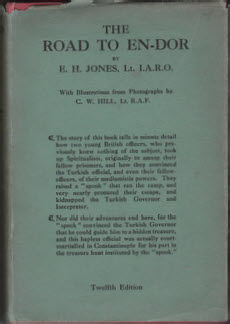 THE
ROAD TO EN-DOR
BY
E. H. JONES, Lt. I.A.R.O.
With Illustrations from Photographs by
C. W. HILL, Lt. R.A.F.
The story of this book tells in minute detail
how two young British officers, who pre-
viously knew nothing of the subject, took
up Spiritualism, originally to amuse their
fellow prisoners, and how they convinced
the Turkish official, and even their fellow-
officers, of their mediumistic powers. They
raised a "spook" that ran the camp, and
very nearly procured their escape, and
kidnapped the Turkish Governor and
Interpreter.
Nor did their adventures end here, for the
"spook" convinced the Turkish Governor
that he could guide him to a hidden treasure,
and this hapless official was actually court-
martialled in Constantinople for his part in
the treasure hunt instituted by the "spook."
Twelfth Edition